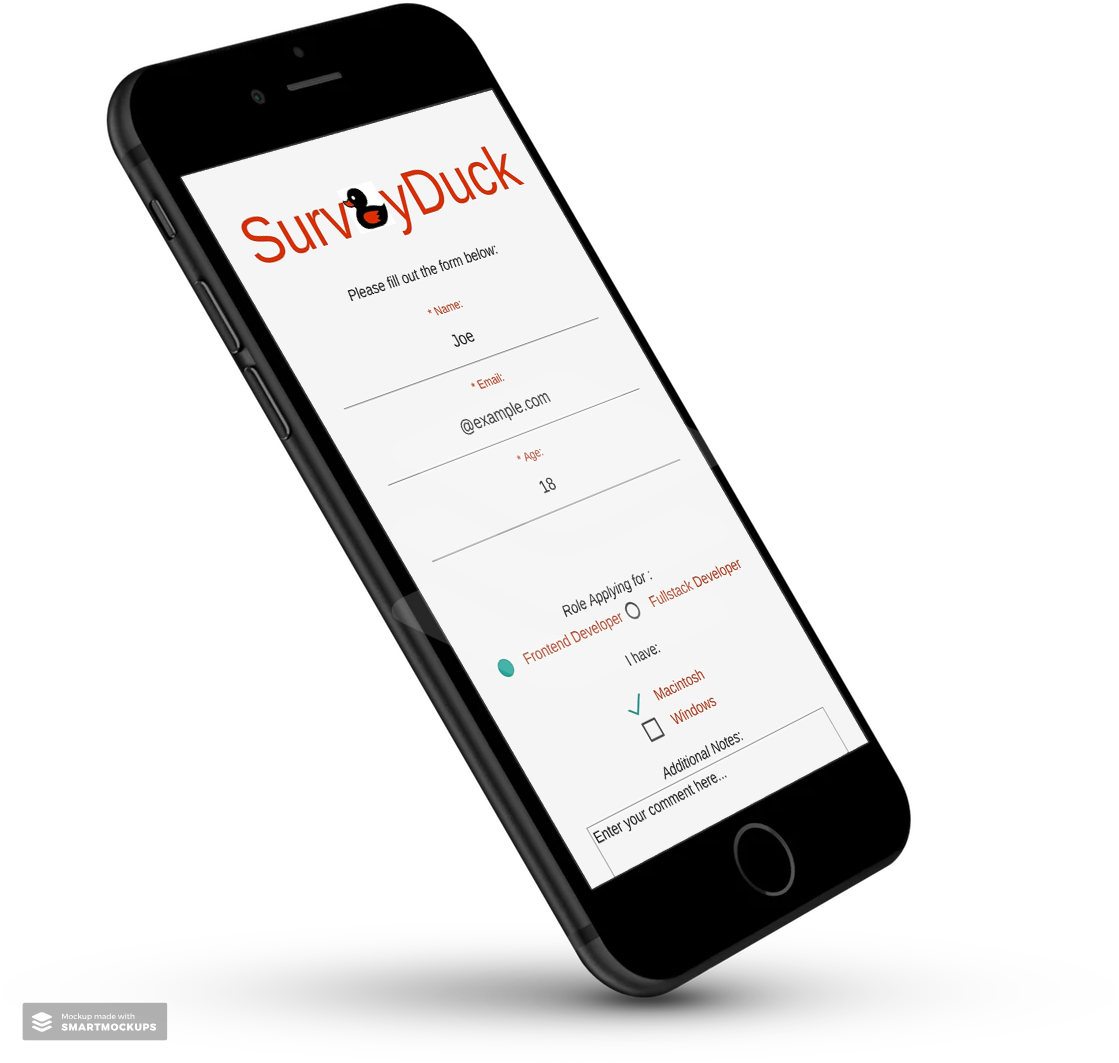 SurvyDuck
Please fill out the form below:
* Name:
Joe
* Email:
@example.com
* Age:
18
Role Applying for :
Frontend Developer Fullstack Developer
I have:
Macintosh
Windows
Additional Notes:
Enter your comment here...
Mockup made with
SMARTMOCKUPS